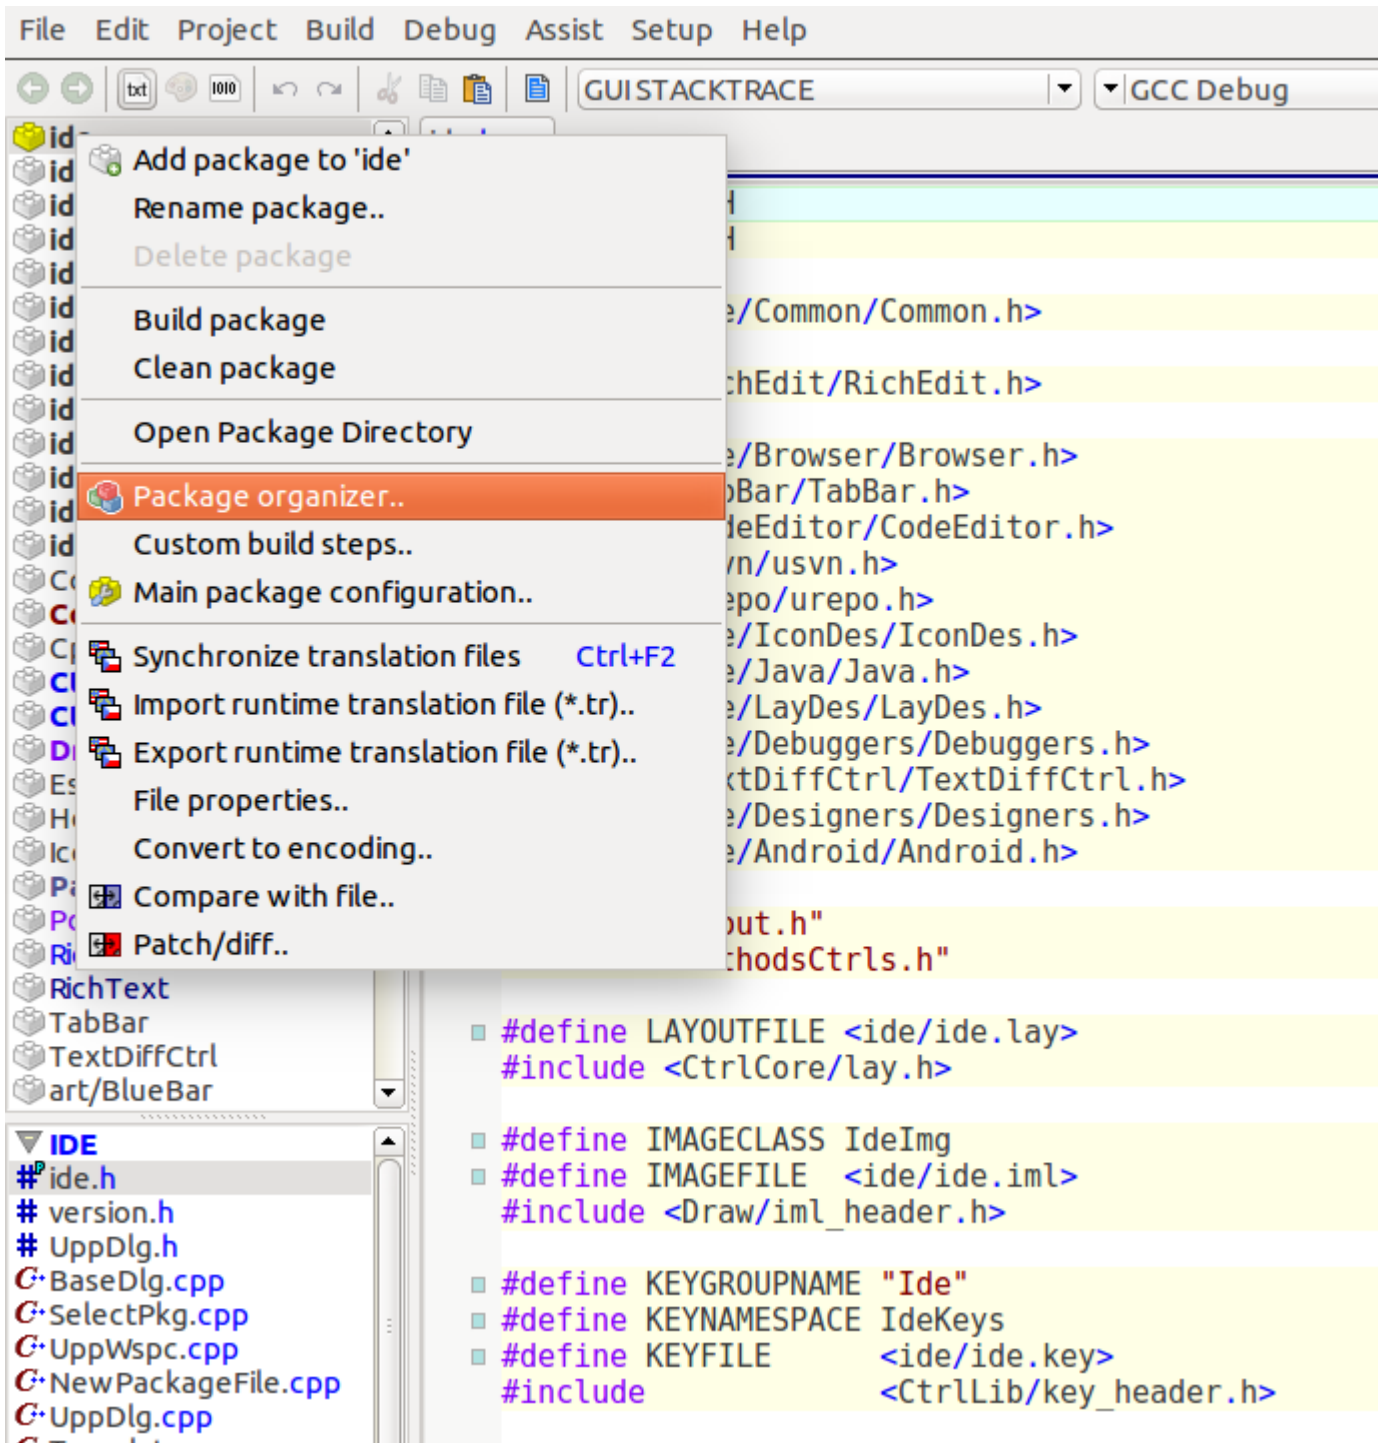 File Edit Project Build Debug Assist Setup Help
txt 1010 GUI STACKTRACE GCC Debug
Add package to 'ide'
Rename package..
Delete package
Build package
Clean package
Open Package Directory
Package organizer..
Custom build steps..
Main package configuration..
Synchronize translation files Ctrl+F2
Import runtime translation file (*.tr)..
Export runtime translation file (*.tr)..
File properties..
Convert to encoding..
Compare with file..
Patch/diff..
RichText
TabBar
TextDiffCtrl
art/BlueBar
IDE
ide.h
version.h
UppDlg.h
BaseDlg.cpp
SelectPkg.cpp
UppWspc.cpp
NewPackageFile.cpp
UppDlg.cpp
/Common/Common.h>
hEdit/RichEdit.h>
/Browser/Browser.h>
Bar/TabBar.h>
eEditor/CodeEditor.h>
n/usvn.h>
epo/urepo.h>
/IconDes/IconDes.h>
/Java/Java.h>
/LayDes/LayDes.h>
/Debuggers/Debuggers.h>
tDiffCtrl/TextDiffCtrl.h>
/Designers/Designers.h>
/Android/Android.h>
out.h"
thodsCtrls.h"
#define LAYOUTFILE <ide/ide.lay>
#include <CtrlCore/lay.h>
#define IMAGECLASS IdeImg
#define IMAGEFILE <ide/ide.iml>
#include <Draw/iml_header.h>
#define KEYGROUPNAME "Ide"
#define KEYNAMESPACE IdeKeys
#define KEYFILE <ide/ide.key>
#include <CtrlLib/key_header.h>